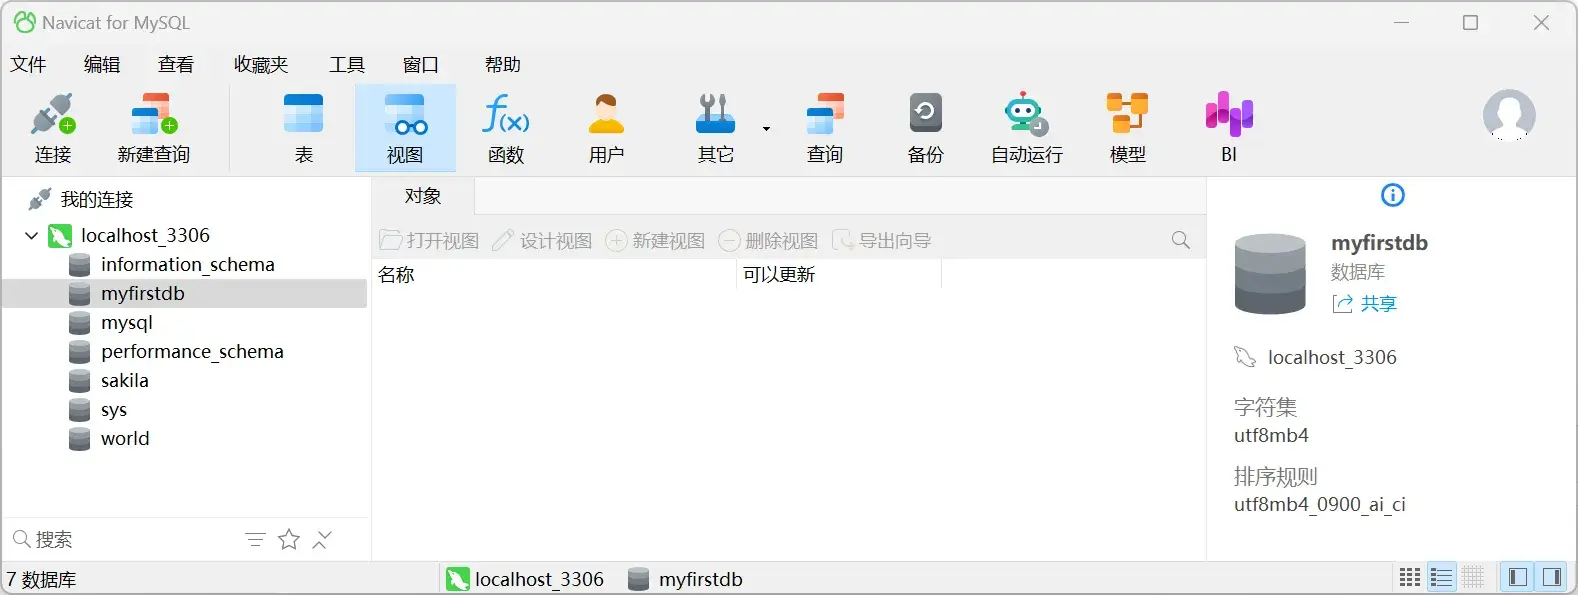 Navicat for MySQL
文件 编辑 查看 收藏夹 工具 窗口 帮助
连接 新建查询 表 视图 函数 用户 其它 查询 备份 自动运行 模型 BI
我的连接
localhost_3306
information_schema
myfirstdb
mysql
performance_schema
sakila
sys
world
搜索
对象
打开视图 设计视图 新建视图 删除视图 导出向导
名称 可以更新
myfirstdb
数据库
共享
localhost_3306
字符集
utf8mb4
排序规则
utf8mb4_0900_ai_ci
7 数据库 localhost_3306 myfirstdb